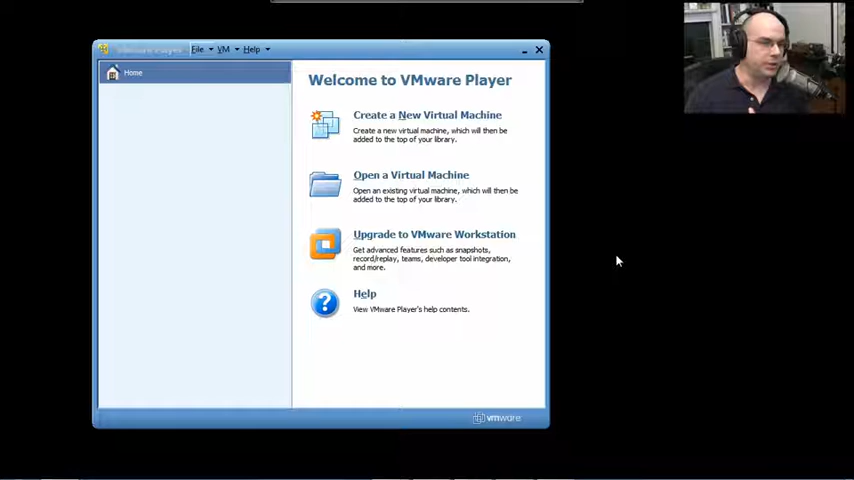 VMware Player File VM Help
Home
Welcome to VMware Player
Create a New Virtual Machine
Create a new virtual machine, which will then be
added to the top of your library.
Open a Virtual Machine
Open an existing virtual machine, which will then be
added to the top of your library.
Upgrade to VMware Workstation
Get advanced features such as snapshots,
record/replay, teams, developer tool integration,
and more.
Help
View VMware Player's help contents.
vmware